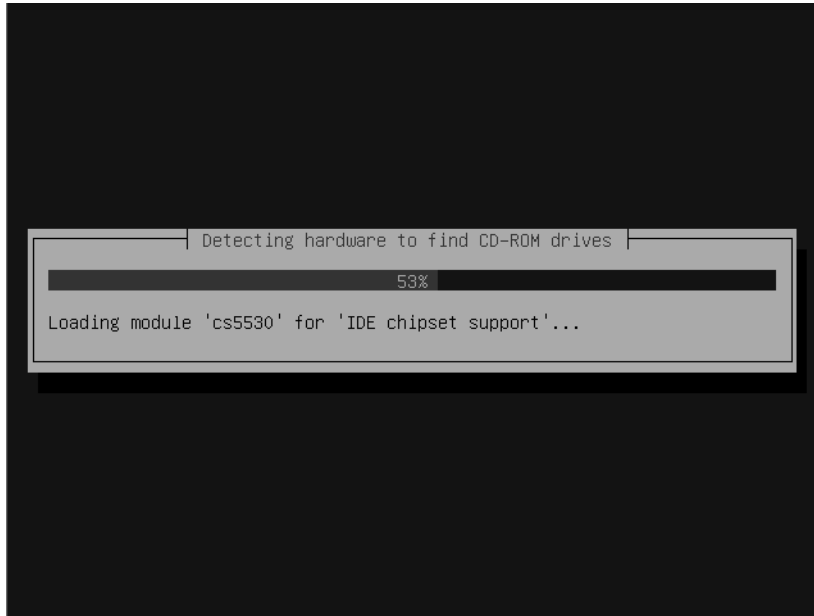 Detecting hardware to find CD-ROM drives
53%
Loading module 'cs5530' for 'IDE chipset support'...